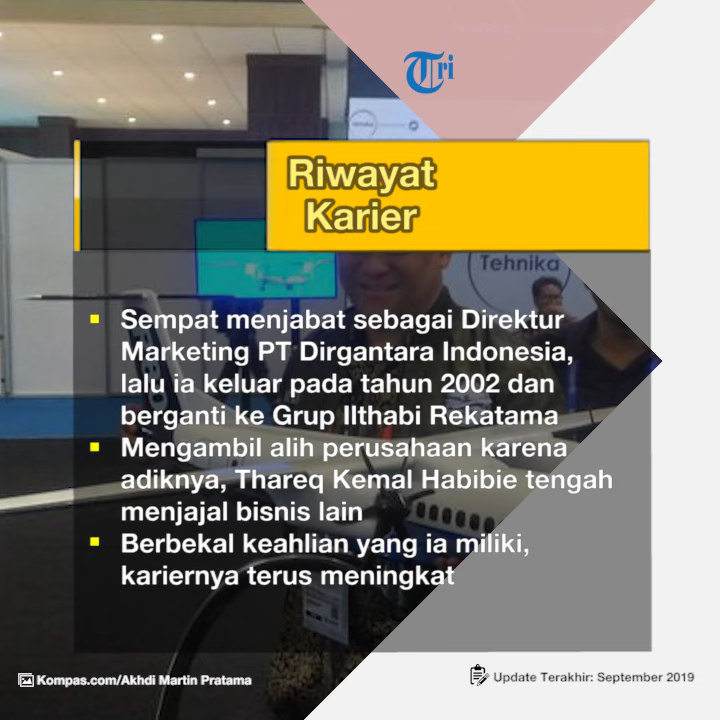 Tri
Riwayat
Karier
Tehnika
Sempat menjabat sebagai Direktur
Marketing PT Dirgantara Indonesia,
lalu ia keluar pada tahun 2002 dan
berganti ke Grup Ilthabi Rekatama
Mengambil alih perusahaan karena
adiknya, Thareq Kemal Habibie tengah
menjajal bisnis lain
Berbekal keahlian yang ia miliki,
kariernya terus meningkat
Kompas.com/Akhdi Martin Pratama
Update Terakhir: September 2019